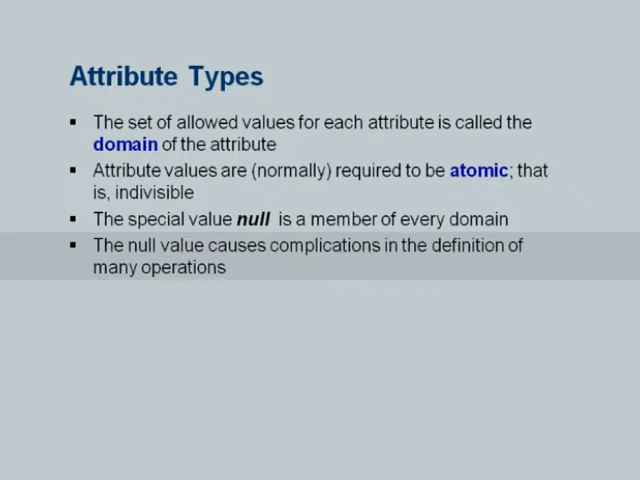 Attribute Types
▪ The set of allowed values for each attribute is called the
domain of the attribute
▪ Attribute values are (normally) required to be atomic; that
is, indivisible
▪ The special value null is a member of every domain
▪ The null value causes complications in the definition of
many operations